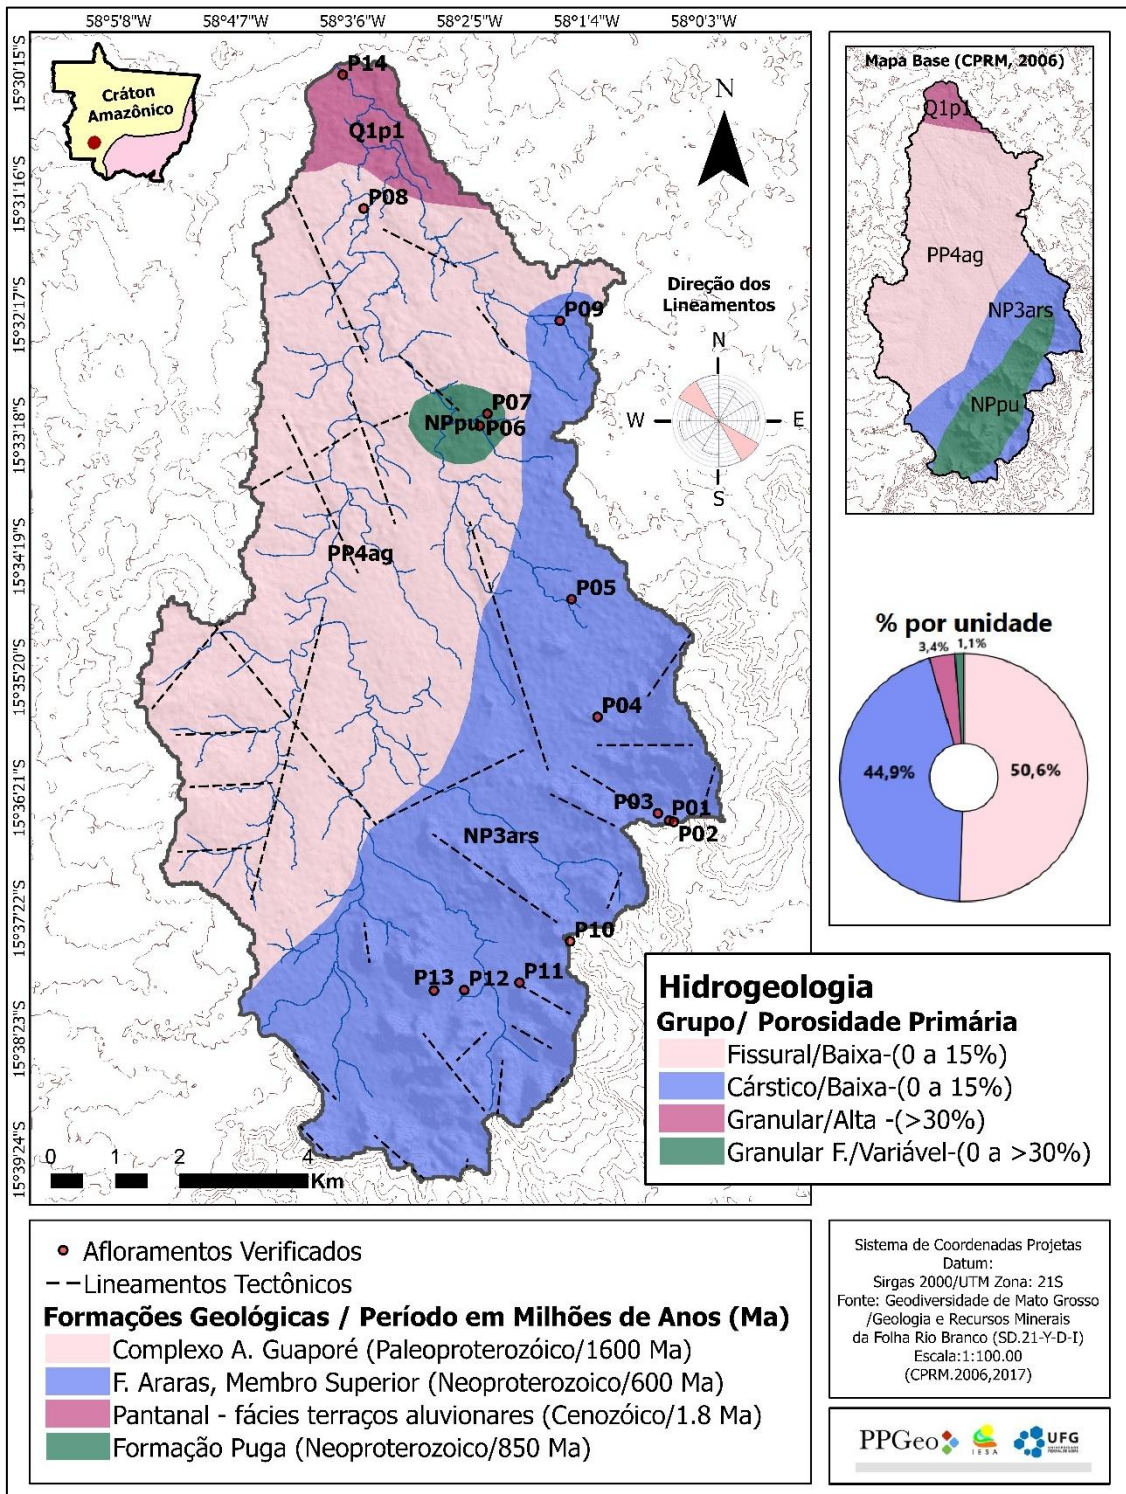 58°5'8"W 58°4'7"W 58°3'6"W 58°2'5"W 58°1'4"W 58°0'3"W
15°30'15"S
15°31'16"S
15°32'17"S
15°33'18"S
15°34'19"S
15°35'20"S
15°36'21"S
15°37'22"S
15°38'23"S
15°39'24"S
Cráton
Amazônico
P14
Q1p1
P08
N
P09
Direção dos
Lineamentos
N
W E
S
P07
NPpu P06
PP4ag
P05
P04
P03 P01
P02
NP3ars
P10
P11
P13 P12
0 1 2 4
Km
Mapa Base (CPRM, 2006)
Q1p1
PP4ag
NP3ars
NPpu
% por unidade
3,4% 1,1%
44,9% 50,6%
Hidrogeologia
Grupo/ Porosidade Primária
Fissural/Baixa-(0 a 15%)
Cárstico/Baixa-(0 a 15%)
Granular/Alta -(>30%)
Granular F./Variável-(0 a >30%)
Afloramentos Verificados
Lineamentos Tectônicos
Formações Geológicas / Período em Milhões de Anos (Ma)
Complexo A. Guaporé (Paleoproterozóico/1600 Ma)
F. Araras, Membro Superior (Neoproterozoico/600 Ma)
Pantanal - fácies terraços aluvionares (Cenozóico/1.8 Ma)
Formação Puga (Neoproterozoico/850 Ma)
Sistema de Coordenadas Projetas
Datum:
Sirgas 2000/UTM Zona: 21S
Fonte: Geodiversidade de Mato Grosso
/Geologia e Recursos Minerais
da Folha Rio Branco (SD.21-Y-D-I)
Escala:1:100.00
(CPRM.2006,2017)
PPGeo IESA UFG